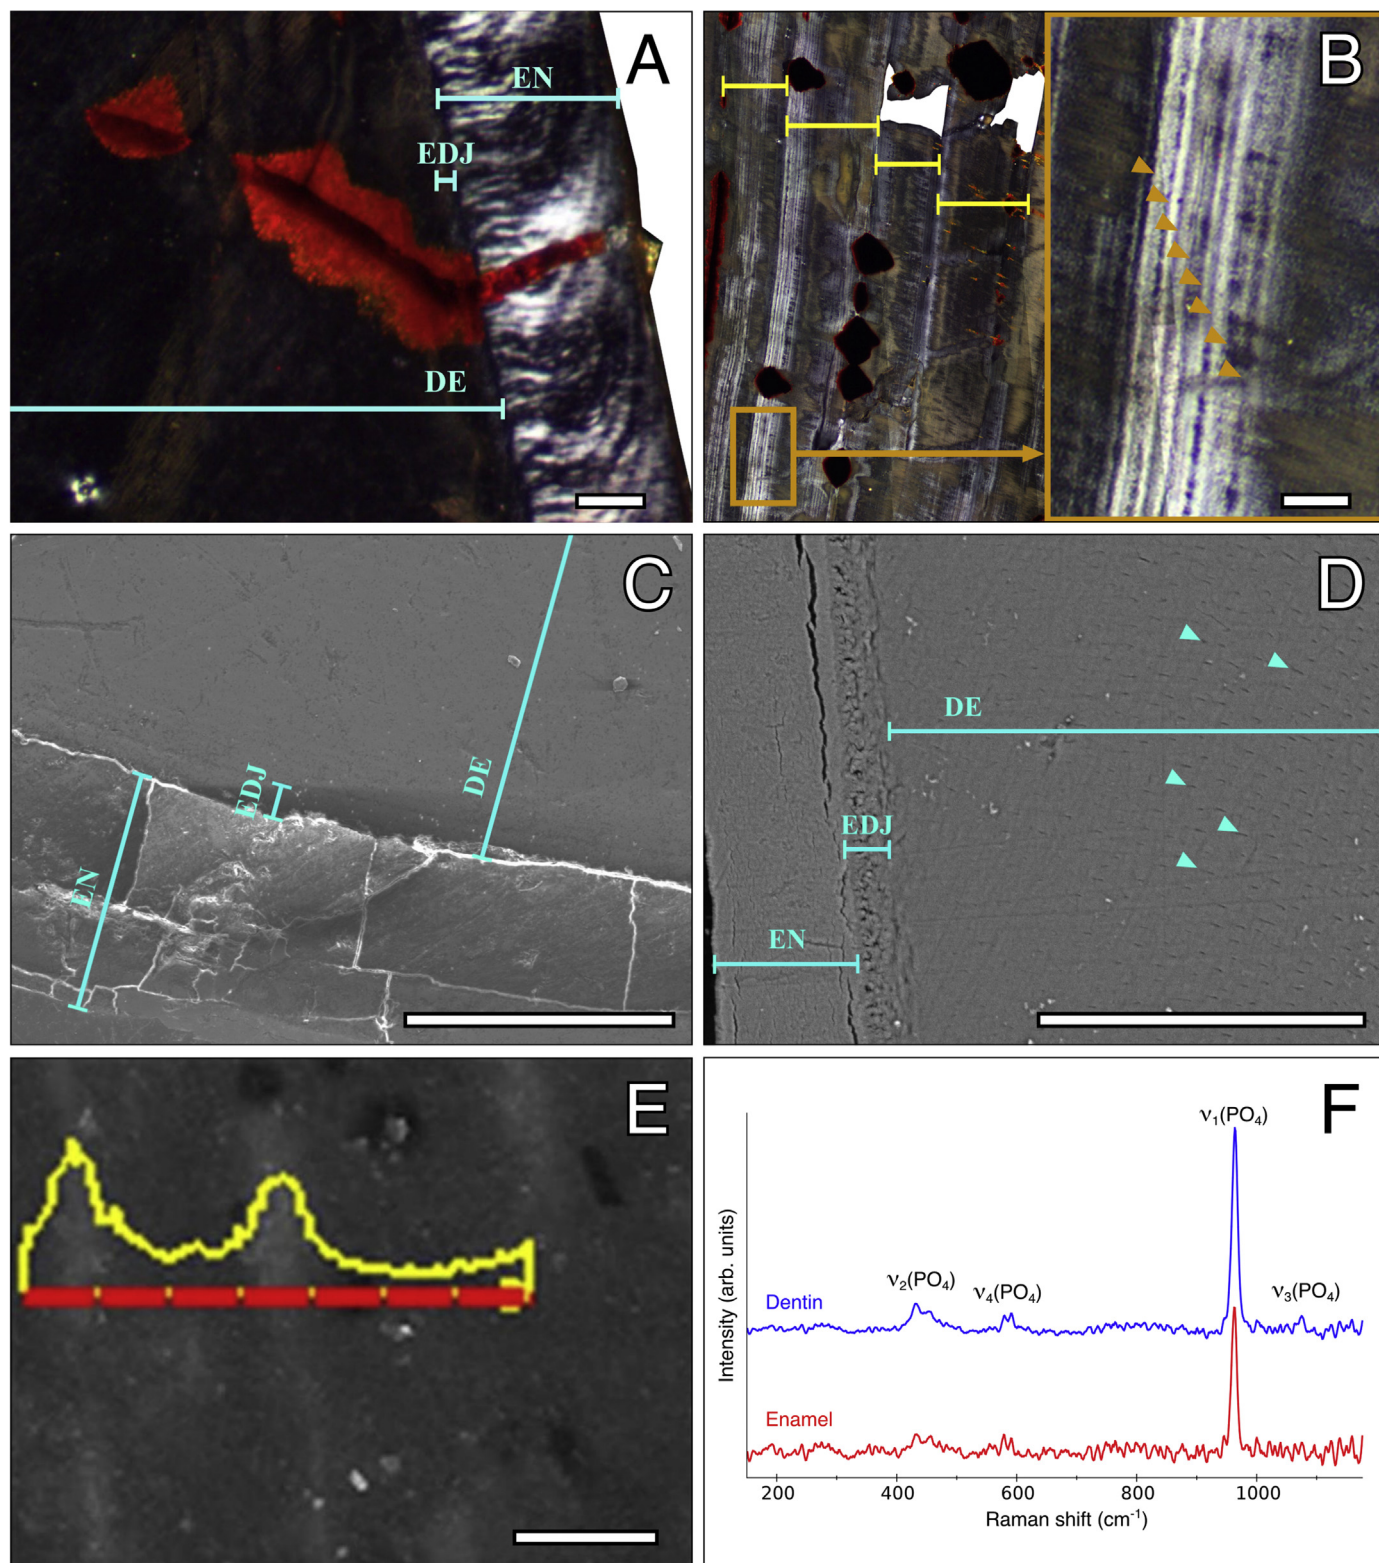 A
EN
EDJ
DE
B
C
EDJ
DE
EN
D
DE
EDJ
EN
E
F
ν1(PO4)
ν2(PO4)
ν4(PO4)
ν3(PO4)
Dentin
Enamel
Intensity (arb. units)
200 400 600 800 1000
Raman shift (cm-1)